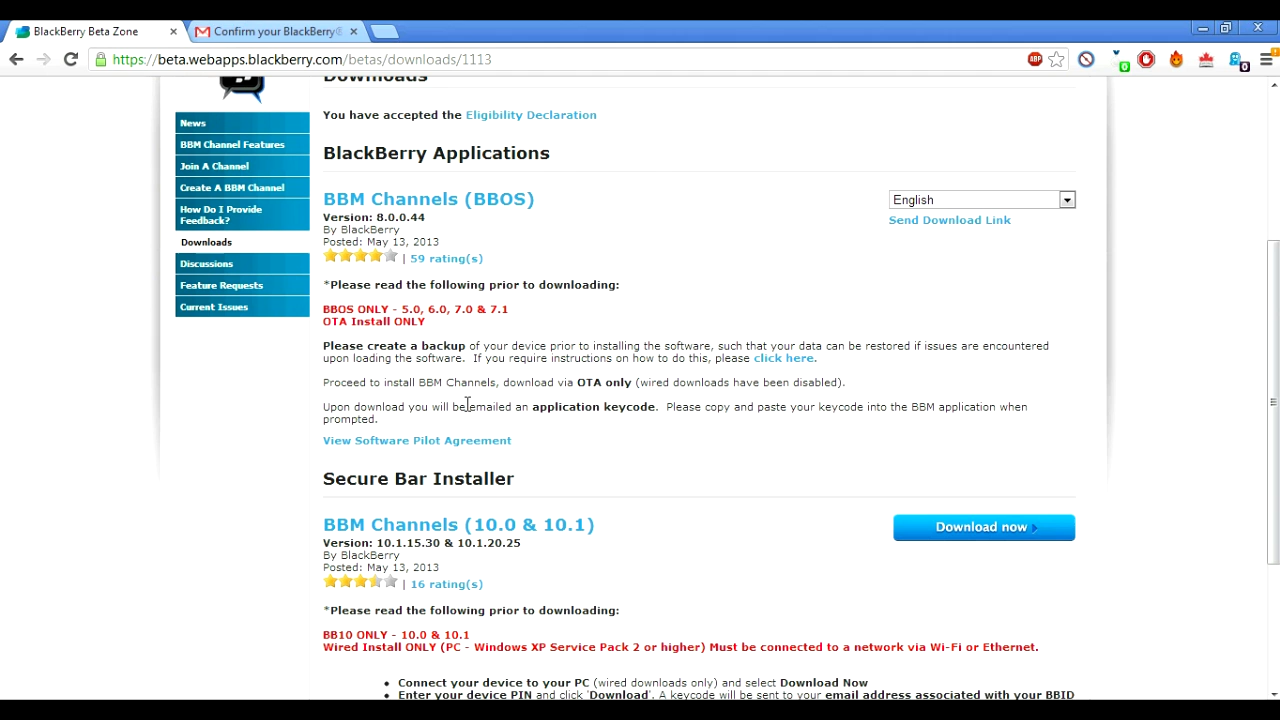 BlackBerry Beta Zone
Confirm your BlackBerry®
https://beta.webapps.blackberry.com/betas/downloads/1113
ABP
0
0
Downloads
News
BBM Channel Features
Join A Channel
Create A BBM Channel
How Do I Provide
Feedback?
Downloads
Discussions
Feature Requests
Current Issues
You have accepted the Eligibility Declaration
BlackBerry Applications
BBM Channels (BBOS)
Version: 8.0.0.44
By BlackBerry
Posted: May 13, 2013
| 59 rating(s)
English
Send Download Link
*Please read the following prior to downloading:
BBOS ONLY - 5.0, 6.0, 7.0 & 7.1
OTA Install ONLY
Please create a backup of your device prior to installing the software, such that your data can be restored if issues are encountered
upon loading the software. If you require instructions on how to do this, please click here.
Proceed to install BBM Channels, download via OTA only (wired downloads have been disabled).
Upon download you will be emailed an application keycode. Please copy and paste your keycode into the BBM application when
prompted.
View Software Pilot Agreement
Secure Bar Installer
BBM Channels (10.0 & 10.1)
Version: 10.1.15.30 & 10.1.20.25
By BlackBerry
Posted: May 13, 2013
| 16 rating(s)
Download now
*Please read the following prior to downloading:
BB10 ONLY - 10.0 & 10.1
Wired Install ONLY (PC - Windows XP Service Pack 2 or higher) Must be connected to a network via Wi-Fi or Ethernet.
• Connect your device to your PC (wired downloads only) and select Download Now
• Enter your device PIN and click 'Download'. A keycode will be sent to your email address associated with your BBID